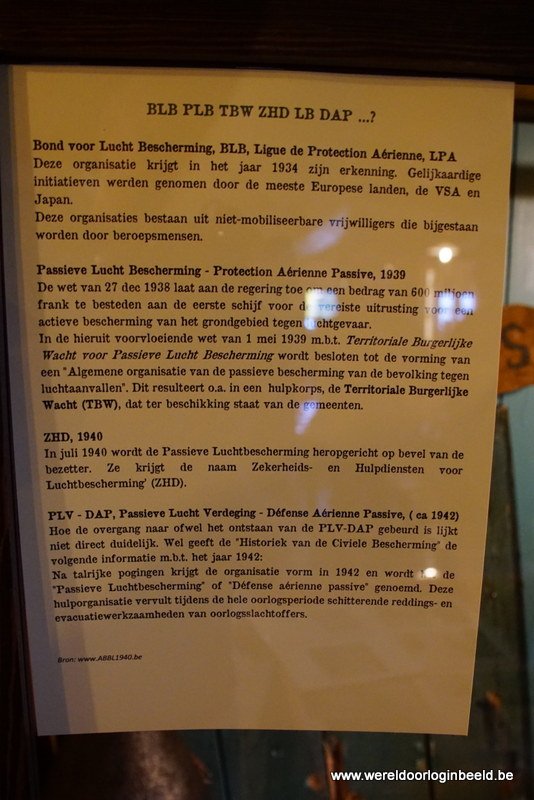 BLB PLB TBW ZHD LB DAP ...?
Bond voor Lucht Bescherming, BLB, Ligue de Protection Aérienne, LPA
Deze organisatie krijgt in het jaar 1934 zijn erkenning. Gelijkaardige
initiatieven werden genomen door de meeste Europese landen, de VSA en
Japan.
Deze organisaties bestaan uit niet-mobiliseerbare vrijwilligers die bijgestaan
worden door beroepsmensen.
Passieve Lucht Bescherming - Protection Aérienne Passive, 1939
De wet van 27 dec 1938 laat aan de regering toe om een bedrag van 600 miljoen
frank te besteden aan de eerste schijf voor de vereiste uitrusting voor een
actieve bescherming van het grondgebied tegen luchtgevaar.
In de hieruit voorvloeiende wet van 1 mei 1939 m.b.t. Territoriale Burgerlijke
Wacht voor Passieve Lucht Bescherming wordt besloten tot de vorming van
een "Algemene organisatie van de passieve bescherming van de bevolking tegen
luchtaanvallen". Dit resulteert o.a. in een hulpkorps, de Territoriale Burgerlijke
Wacht (TBW), dat ter beschikking staat van de gemeenten.
ZHD, 1940
In juli 1940 wordt de Passieve Luchtbescherming heropgericht op bevel van de
bezetter. Ze krijgt de naam Zekerheids- en Hulpdiensten voor
Luchtbescherming' (ZHD).
PLV - DAP, Passieve Lucht Verdeging - Défense Aérienne Passive, ( ca 1942)
Hoe de overgang naar ofwel het ontstaan van de PLV-DAP gebeurd is lijkt
niet direct duidelijk. Wel geeft de "Historiek van de Civiele Bescherming" de
volgende informatie m.b.t. het jaar 1942:
Na talrijke pogingen krijgt de organisatie vorm in 1942 en wordt de
"Passieve Luchtbescherming" of "Défense aérienne passive" genoemd. Deze
hulporganisatie vervult tijdens de hele oorlogsperiode schitterende reddings- en
evacuatiewerkzaamheden van oorlogsslachtoffers.
Bron: www.ABBL1940.be
S
www.wereldoorloginbeeld.be